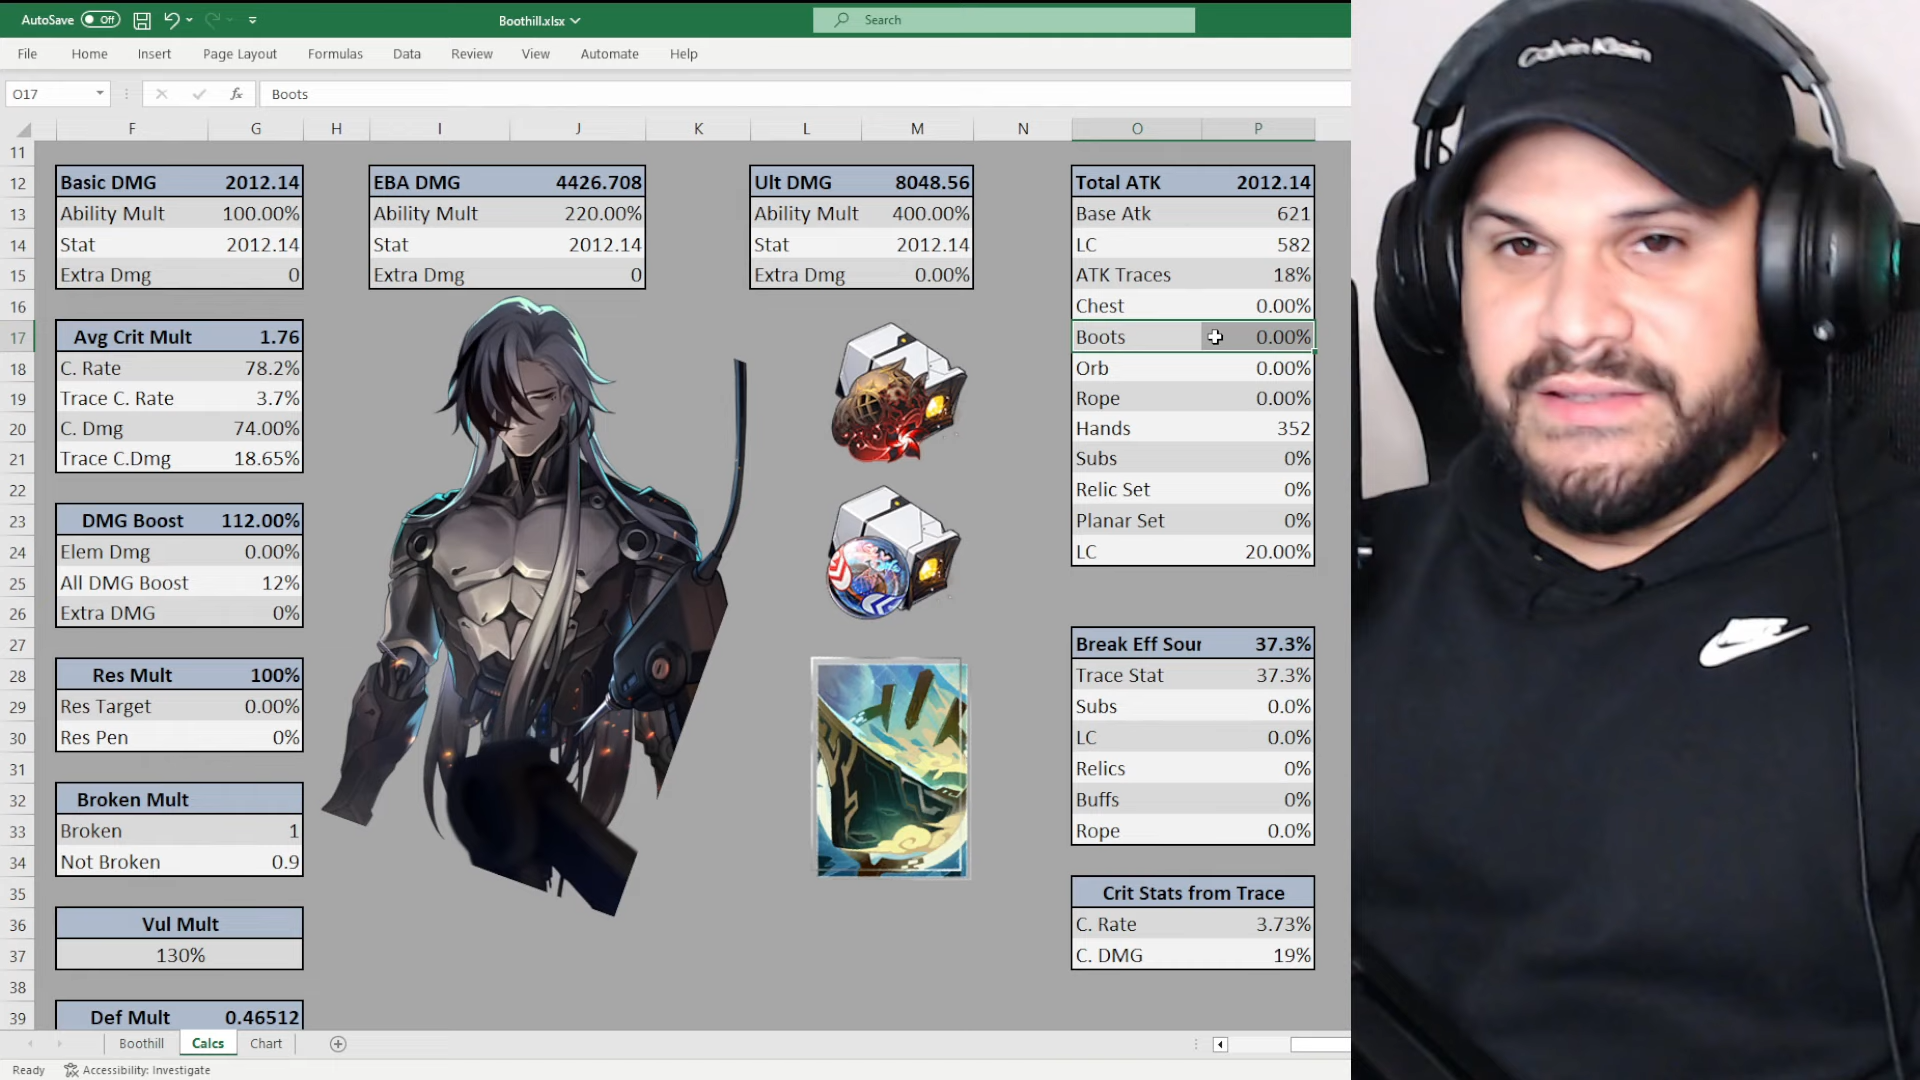 AutoSave Off Boothill.xlsx Search
File Home Insert Page Layout Formulas Data Review View Automate Help
O17 fx Boots
F G H I J K L M N O P
11
12 Basic DMG 2012.14 EBA DMG 4426.708 Ult DMG 8048.56 Total ATK 2012.14
13 Ability Mult 100.00% Ability Mult 220.00% Ability Mult 400.00% Base Atk 621
14 Stat 2012.14 Stat 2012.14 Stat 2012.14 LC 582
15 Extra Dmg 0 Extra Dmg 0 Extra Dmg 0.00% ATK Traces 18%
16 Chest 0.00%
17 Avg Crit Mult 1.76 Boots 0.00%
18 C. Rate 78.2% Orb 0.00%
19 Trace C. Rate 3.7% Rope 0.00%
20 C. Dmg 74.00% Hands 352
21 Trace C.Dmg 18.65% Subs 0%
22 Relic Set 0%
23 DMG Boost 112.00% Planar Set 0%
24 Elem Dmg 0.00% LC 20.00%
25 All DMG Boost 12%
26 Extra DMG 0%
27 Break Eff Sour 37.3%
28 Res Mult 100% Trace Stat 37.3%
29 Res Target 0.00% Subs 0.0%
30 Res Pen 0% LC 0.0%
31 Relics 0%
32 Broken Mult Buffs 0%
33 Broken 1 Rope 0.0%
34 Not Broken 0.9
35 Crit Stats from Trace
36 Vul Mult C. Rate 3.73%
37 130% C. DMG 19%
38
39 Def Mult 0.46512
Boothill Calcs Chart
Ready Accessibility: Investigate
Calvin Klein
NIKE